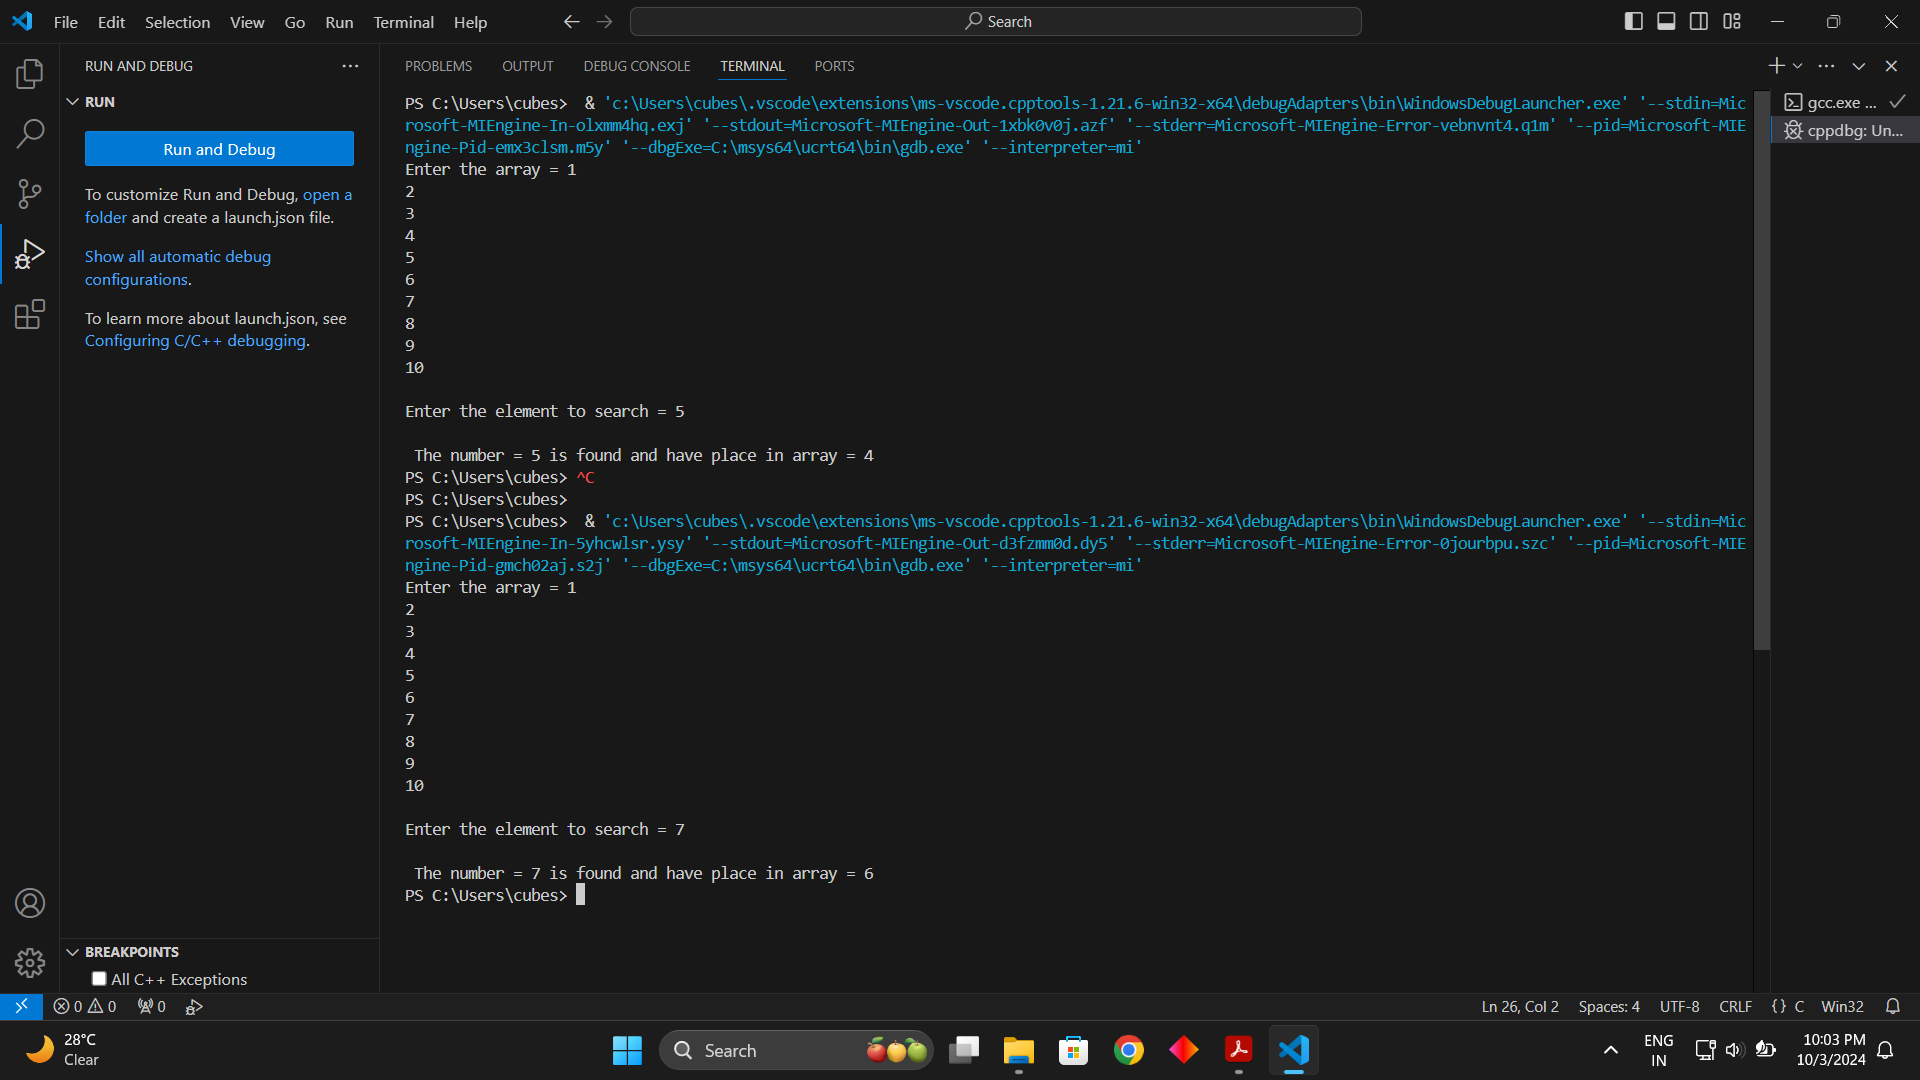 File Edit Selection View Go Run Terminal Help
Search
RUN AND DEBUG
RUN
Run and Debug
To customize Run and Debug, open a
folder and create a launch.json file.
Show all automatic debug
configurations.
To learn more about launch.json, see
Configuring C/C++ debugging.
BREAKPOINTS
All C++ Exceptions
PROBLEMS OUTPUT DEBUG CONSOLE TERMINAL PORTS
PS C:\Users\cubes>  & 'c:\Users\cubes\.vscode\extensions\ms-vscode.cpptools-1.21.6-win32-x64\debugAdapters\bin\WindowsDebugLauncher.exe' '--stdin=Mic
rosoft-MIEngine-In-olxmm4hq.exj' '--stdout=Microsoft-MIEngine-Out-1xbk0v0j.azf' '--stderr=Microsoft-MIEngine-Error-vebnvnt4.q1m' '--pid=Microsoft-MIE
ngine-Pid-emx3clsm.m5y' '--dbgExe=C:\msys64\ucrt64\bin\gdb.exe' '--interpreter=mi'
Enter the array = 1
2
3
4
5
6
7
8
9
10
Enter the element to search = 5
The number = 5 is found and have place in array = 4
PS C:\Users\cubes> ^C
PS C:\Users\cubes>
PS C:\Users\cubes>  & 'c:\Users\cubes\.vscode\extensions\ms-vscode.cpptools-1.21.6-win32-x64\debugAdapters\bin\WindowsDebugLauncher.exe' '--stdin=Mic
rosoft-MIEngine-In-5yhcwlsr.ysy' '--stdout=Microsoft-MIEngine-Out-d3fzmm0d.dy5' '--stderr=Microsoft-MIEngine-Error-0jourbpu.szc' '--pid=Microsoft-MIE
ngine-Pid-gmch02aj.s2j' '--dbgExe=C:\msys64\ucrt64\bin\gdb.exe' '--interpreter=mi'
Enter the array = 1
2
3
4
5
6
7
8
9
10
Enter the element to search = 7
The number = 7 is found and have place in array = 6
PS C:\Users\cubes>
gcc.exe ...
cppdbg: Un...
0 0 0
Ln 26, Col 2 Spaces: 4 UTF-8 CRLF {} C Win32
28°C
Clear
Search
ENG
IN
10:03 PM
10/3/2024